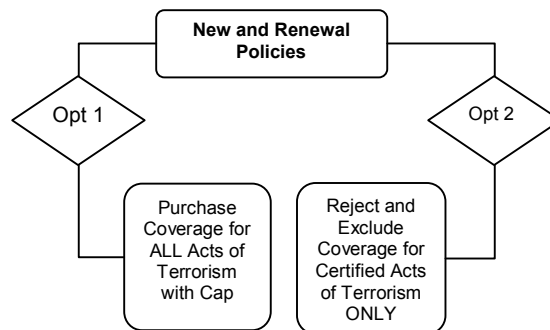 New and Renewal
Policies
Opt 1
Opt 2
Purchase
Coverage for
ALL Acts of
Terrorism
with Cap
Reject and
Exclude
Coverage for
Certified Acts
of Terrorism
ONLY